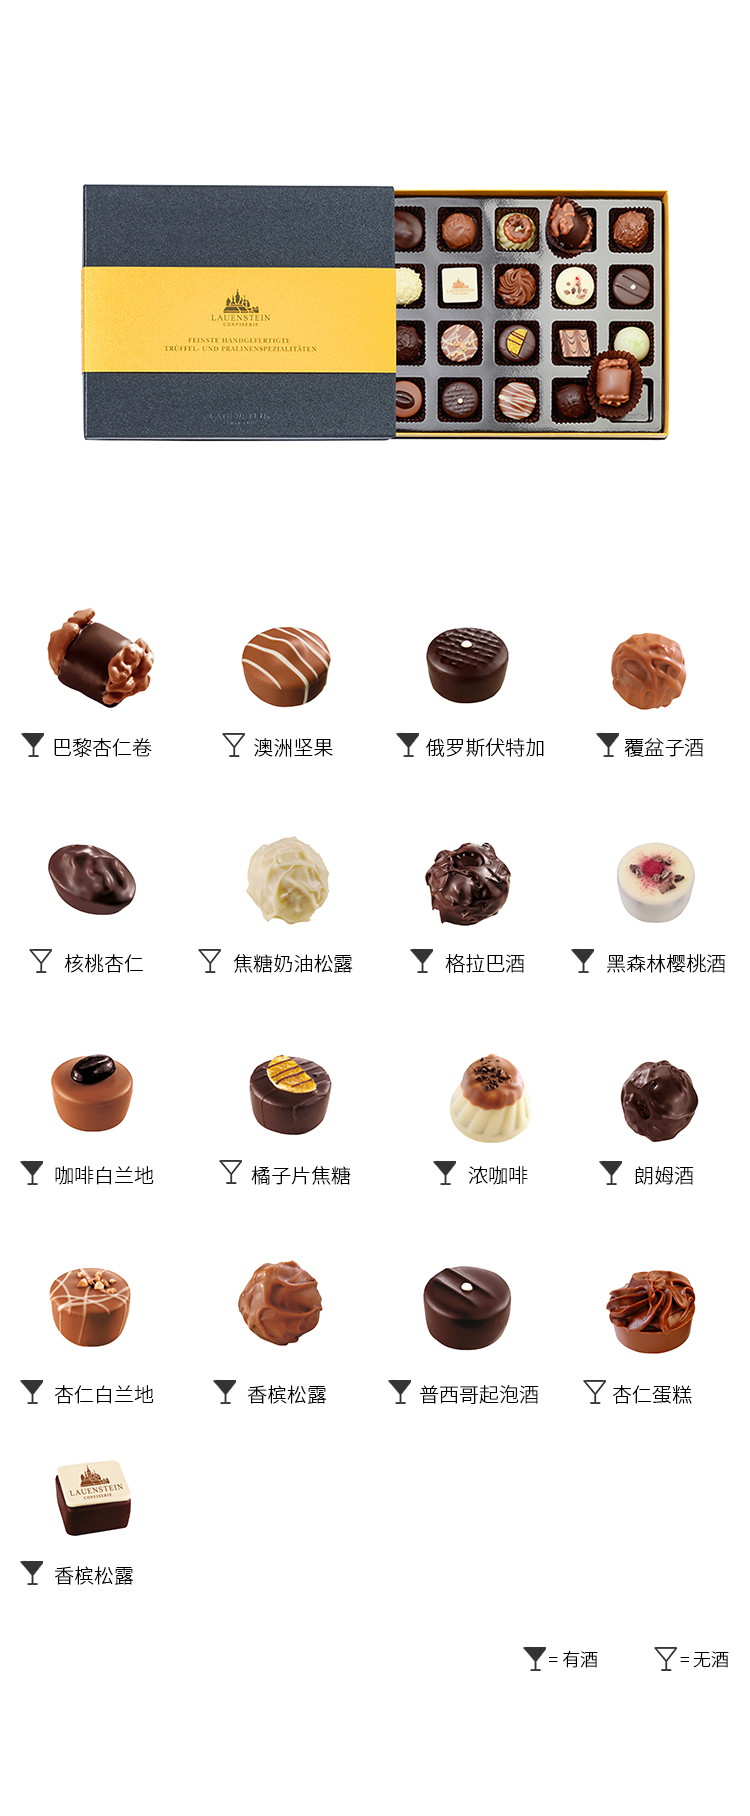 LAUENSTEIN
CONFISERIE
FEINSTE HANDGEFERTIGTE
TRÜFFEL- UND PRALINENSPEZIALITÄTEN
LAUENSTEIN
CONFISERIE
巴黎杏仁卷
澳洲坚果
俄罗斯伏特加
覆盆子酒
核桃杏仁
焦糖奶油松露
格拉巴酒
黑森林樱桃酒
咖啡白兰地
橘子片焦糖
浓咖啡
朗姆酒
杏仁白兰地
香槟松露
普西哥起泡酒
杏仁蛋糕
LAUENSTEIN
CONFISERIE
香槟松露
= 有酒
= 无酒